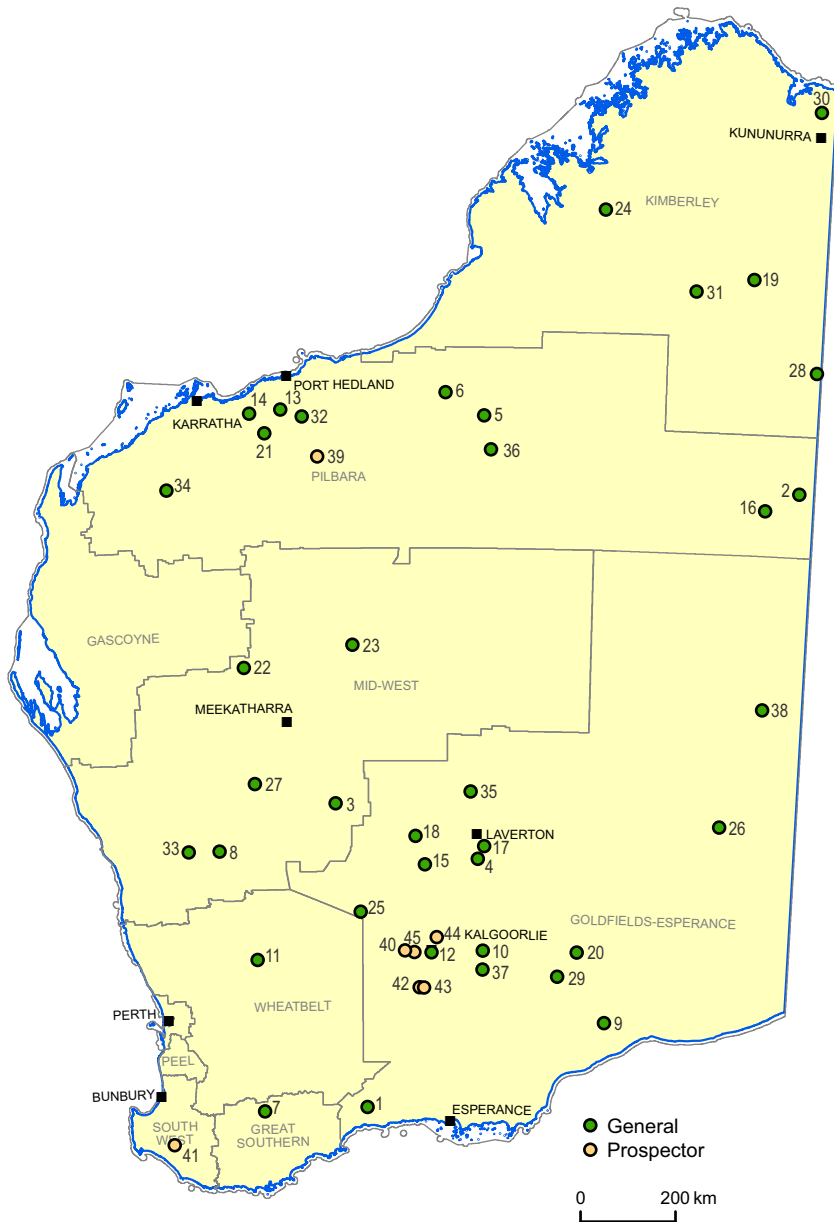 30
KUNUNURRA
24
KIMBERLEY
19
31
28
PORT HEDLAND
6
14
13
KARRATHA
32
5
21
39
36
PILBARA
34
2
16
GASCOYNE
23
22
MID-WEST
MEEKATHARRA
38
27
35
3
18
LAVERTON
26
17
33
8
15
4
25
GOLDFIELDS-ESPERANCE
44
KALGOORLIE
40
45
12
10
20
11
37
29
42
43
WHEATBELT
PERTH
9
PEEL
BUNBURY
7
1
ESPERANCE
SOUTH
WEST
GREAT
SOUTHERN
41
General
Prospector
0
200 km